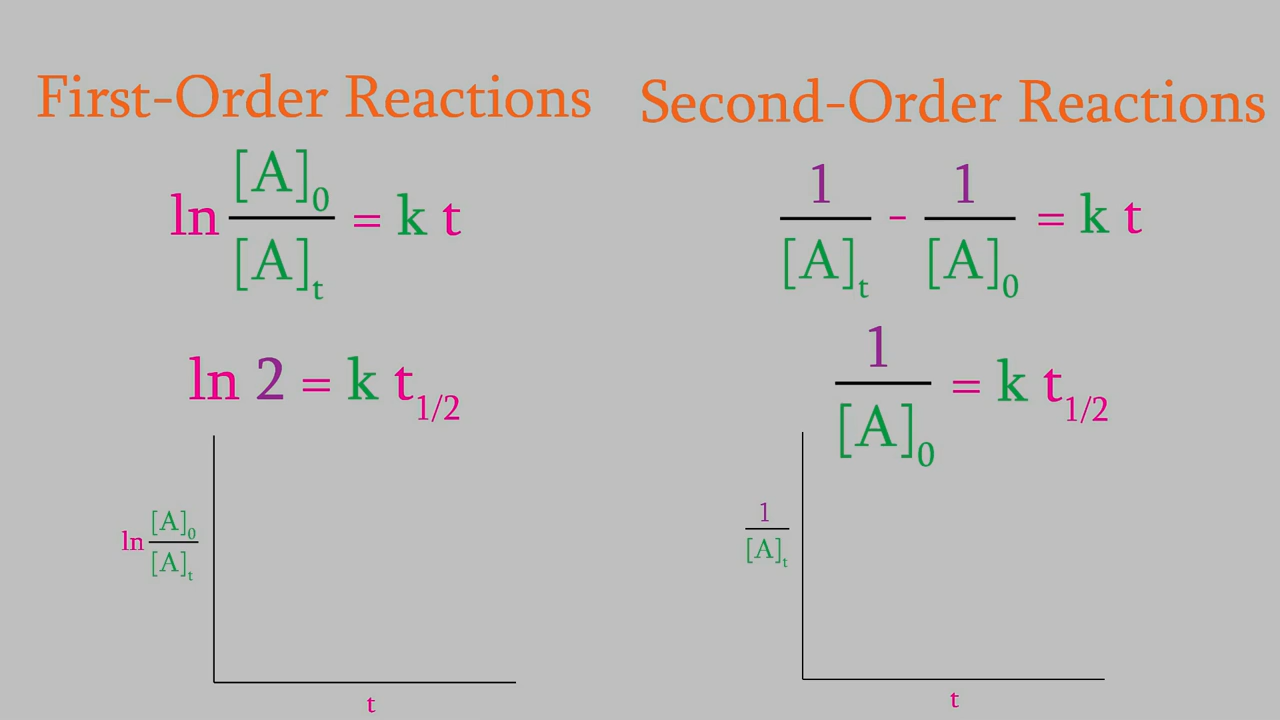 First-Order Reactions
ln [A]₀ / [A]ₜ = k t
ln 2 = k t₁/₂
ln [A]₀ / [A]ₜ
t
Second-Order Reactions
1 / [A]ₜ - 1 / [A]₀ = k t
1 / [A]₀ = k t₁/₂
1 / [A]ₜ
t